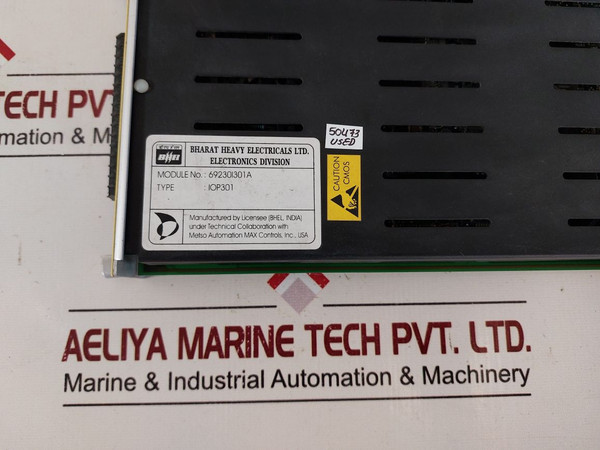 TECH PVT
mation & M
BHARAT HEAVY ELECTRICALS LTD.
ELECTRONICS DIVISION
MODULE No. : 69230I301A
TYPE : IOP301
Manufactured by Licensee (BHEL, INDIA)
under Technical Collaboration with
Metso Automation MAX Controls, Inc., USA
50473
USED
CAUTION
CMOS
AELIYA MARINE TECH PVT. LTD.
Marine & Industrial Automation & Machinery